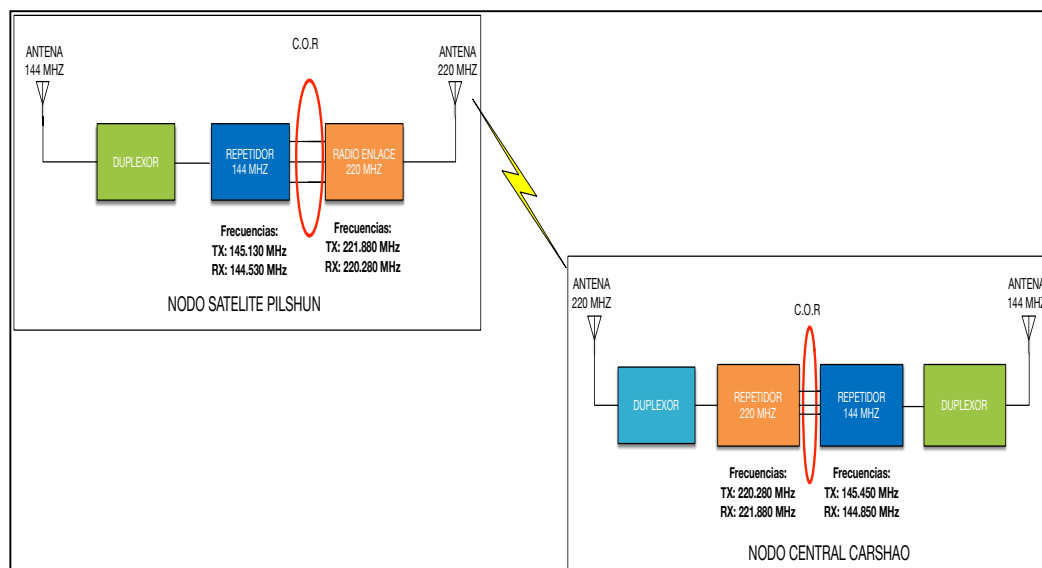 C.O.R
ANTENA
144 MHZ
ANTENA
220 MHZ
DUPLEXOR
REPETIDOR
144 MHZ
RADIO ENLACE
220 MHZ
Frecuencias:
TX: 145.130 MHz
RX: 144.530 MHz
Frecuencias:
TX: 221.880 MHz
RX: 220.280 MHz
NODO SATELITE PILSHUN
ANTENA
220 MHZ
C.O.R
ANTENA
144 MHZ
DUPLEXOR
REPETIDOR
220 MHZ
REPETIDOR
144 MHZ
DUPLEXOR
Frecuencias:
TX: 220.280 MHz
RX: 221.880 MHz
Frecuencias:
TX: 145.450 MHz
RX: 144.850 MHz
NODO CENTRAL CARSHAO